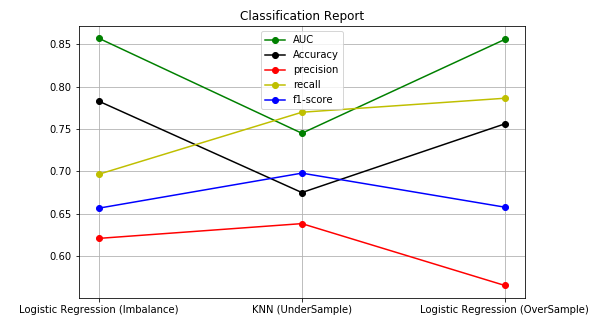 Classification Report
AUC
Accuracy
precision
recall
f1-score
0.85
0.80
0.75
0.70
0.65
0.60
Logistic Regression (Imbalance)
KNN (UnderSample)
Logistic Regression (OverSample)